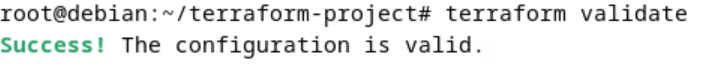 root@debian:~/terraform-project# terraform validate
Success! The configuration is valid.